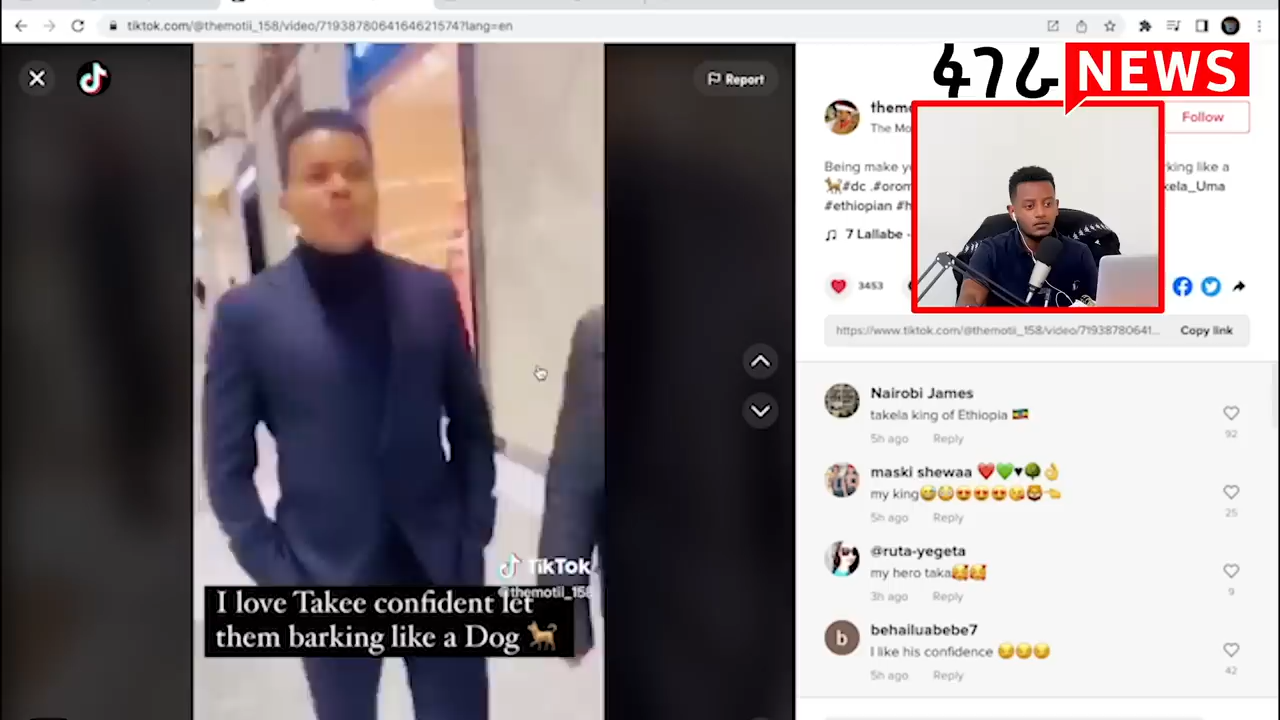 tiktok.com/@themotii_158/video/7193878064164621574?lang=en
ፋገራ NEWS
Report
them
The Mo
Follow
Being make y
king like a
#dc .#orom
kela_Uma
#ethiopian #h
7 Lallabe -
3453
https://www.tiktok.com/@themotii_158/video/71938780641...
Copy link
Nairobi James
takela king of Ethiopia 🇪🇹
5h ago Reply
92
maski shewaa ❤️💚♥🌳👌
my king😅😳😍😍😍😘🦁👈
5h ago Reply
25
@ruta-yegeta
my hero taka🥰🥰
3h ago Reply
9
b
behailuabebe7
I like his confidence 😏😏😏
5h ago Reply
42
TikTok
@themotii_158
I love Takee confident let
them barking like a Dog 🐕